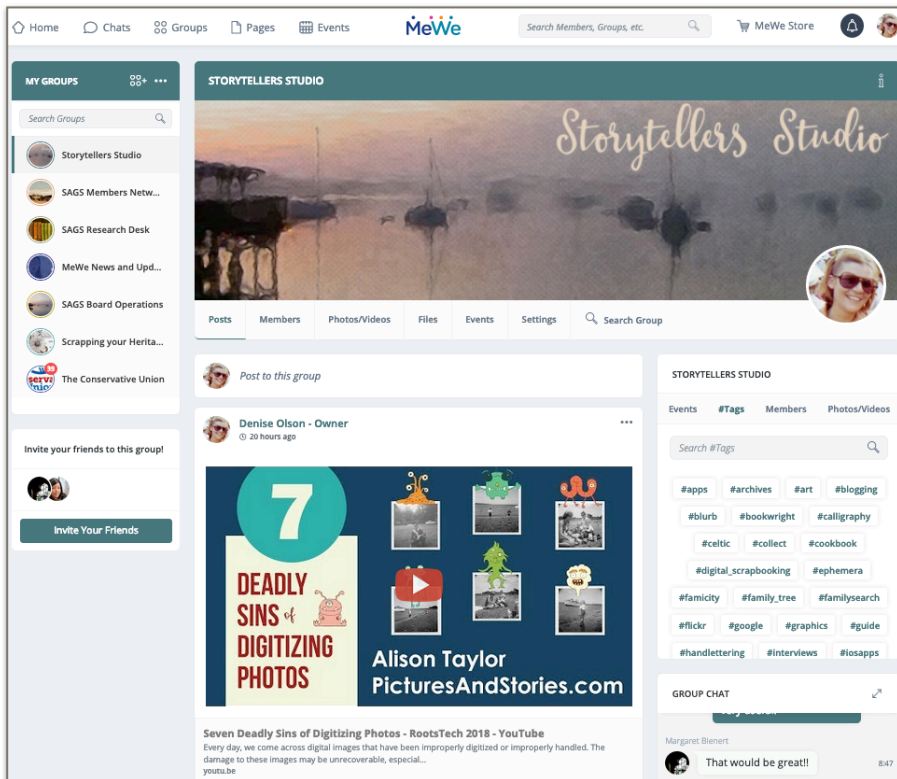 Home
Chats
Groups
Pages
Events
MeWe
Search Members, Groups, etc.
MeWe Store
MY GROUPS
Search Groups
Storytellers Studio
SAGS Members Netw...
SAGS Research Desk
MeWe News and Upd...
SAGS Board Operations
Scrapping your Herita...
39
The Conservative Union
Invite your friends to this group!
Invite Your Friends
STORYTELLERS STUDIO
Storytellers Studio
Posts
Members
Photos/Videos
Files
Events
Settings
Search Group
Post to this group
Denise Olson - Owner
20 hours ago
7
DEADLY
SINS of
DIGITIZING
PHOTOS
Alison Taylor
PicturesAndStories.com
Seven Deadly Sins of Digitizing Photos - RootsTech 2018 - YouTube
Every day, we come across digital images that have been improperly digitized or improperly handled. The
damage to these images may be unrecoverable, especial...
youtu.be
STORYTELLERS STUDIO
Events
#Tags
Members
Photos/Videos
Search #Tags
#apps #archives #art #blogging
#blurb #bookwright #calligraphy
#celtic #collect #cookbook
#digital_scrapbooking #ephemera
#famicity #family_tree #familysearch
#flickr #google #graphics #guide
#handlettering #interviews #iosapps
GROUP CHAT
Margaret Blenert
That would be great!!
8:47